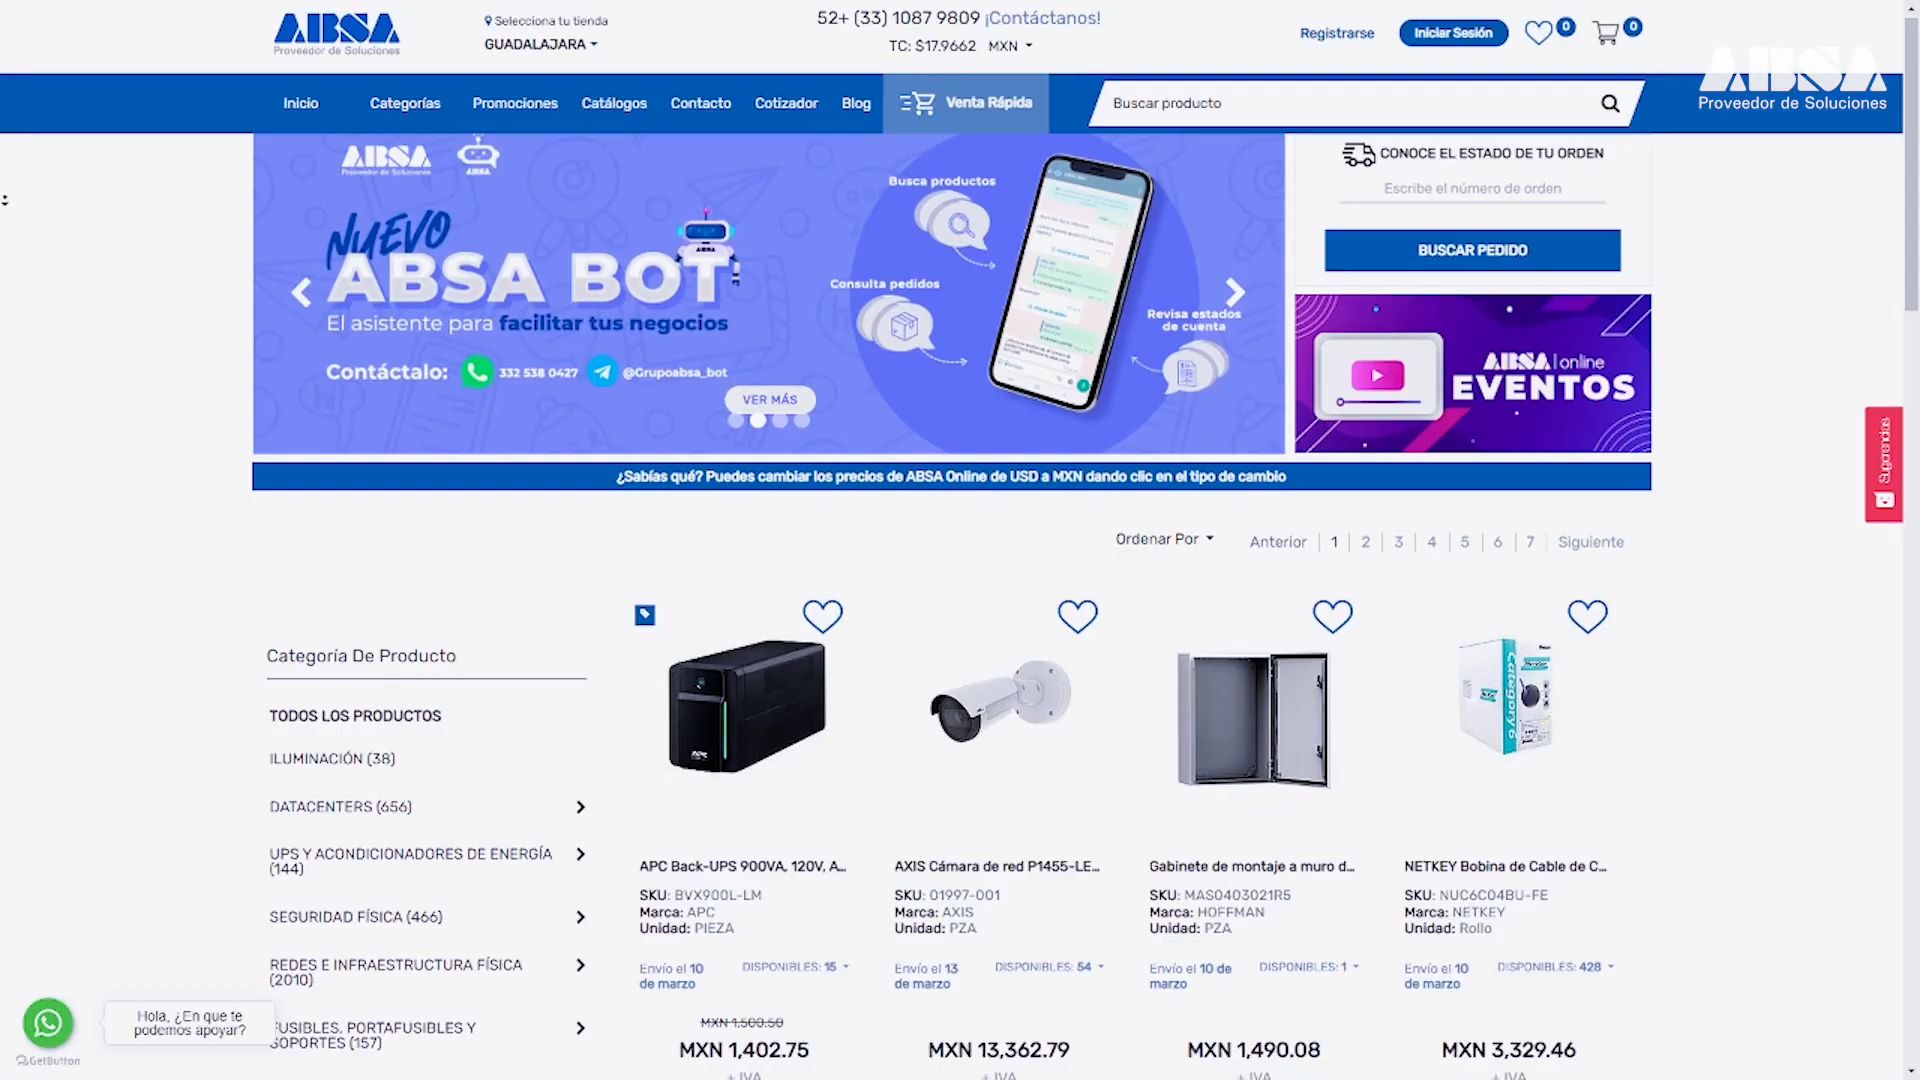 ABSA
Proveedor de Soluciones
Selecciona tu tienda
GUADALAJARA
52+ (33) 1087 9809 ¡Contáctanos!
TC: $17.9662 MXN
Registrarse
Iniciar Sesión
0
0
Inicio
Categorías
Promociones
Catálogos
Contacto
Cotizador
Blog
Venta Rápida
Buscar producto
ABSA
Proveedor de Soluciones
ABSA
Proveedor de Soluciones
ABSA
NUEVO
ABSA BOT
El asistente para facilitar tus negocios
Contáctalo: 332 538 0427 @Grupoabsa_bot
VER MÁS
Busca productos
Consulta pedidos
Revisa estados
de cuenta
CONOCE EL ESTADO DE TU ORDEN
Escribe el número de orden
BUSCAR PEDIDO
ABSA online
EVENTOS
Sugerencias
¿Sabías qué? Puedes cambiar los precios de ABSA Online de USD a MXN dando clic en el tipo de cambio
Ordenar Por
Anterior 1 2 3 4 5 6 7 Siguiente
Categoría De Producto
TODOS LOS PRODUCTOS
ILUMINACIÓN (38)
DATACENTERS (656)
UPS Y ACONDICIONADORES DE ENERGÍA
(144)
SEGURIDAD FÍSICA (466)
REDES E INFRAESTRUCTURA FÍSICA
(2010)
FUSIBLES, PORTAFUSIBLES Y
SOPORTES (157)
Hola, ¿En que te
podemos apoyar?
GetButton
APC
APC Back-UPS 900VA, 120V, A...
SKU: BVX900L-LM
Marca: APC
Unidad: PIEZA
Envío el 10
de marzo
DISPONIBLES: 15
MXN 1,500.50
MXN 1,402.75
+ IVA
AXIS Cámara de red P1455-LE...
SKU: 01997-001
Marca: AXIS
Unidad: PZA
Envío el 13
de marzo
DISPONIBLES: 54
MXN 13,362.79
+ IVA
Gabinete de montaje a muro d...
SKU: MAS0403021R5
Marca: HOFFMAN
Unidad: PZA
Envío el 10 de
marzo
DISPONIBLES: 1
MXN 1,490.08
+ IVA
Category 6
NETKEY Bobina de Cable de C...
SKU: NUC6C04BU-FE
Marca: NETKEY
Unidad: Rollo
Envío el 10
de marzo
DISPONIBLES: 428
MXN 3,329.46
+ IVA